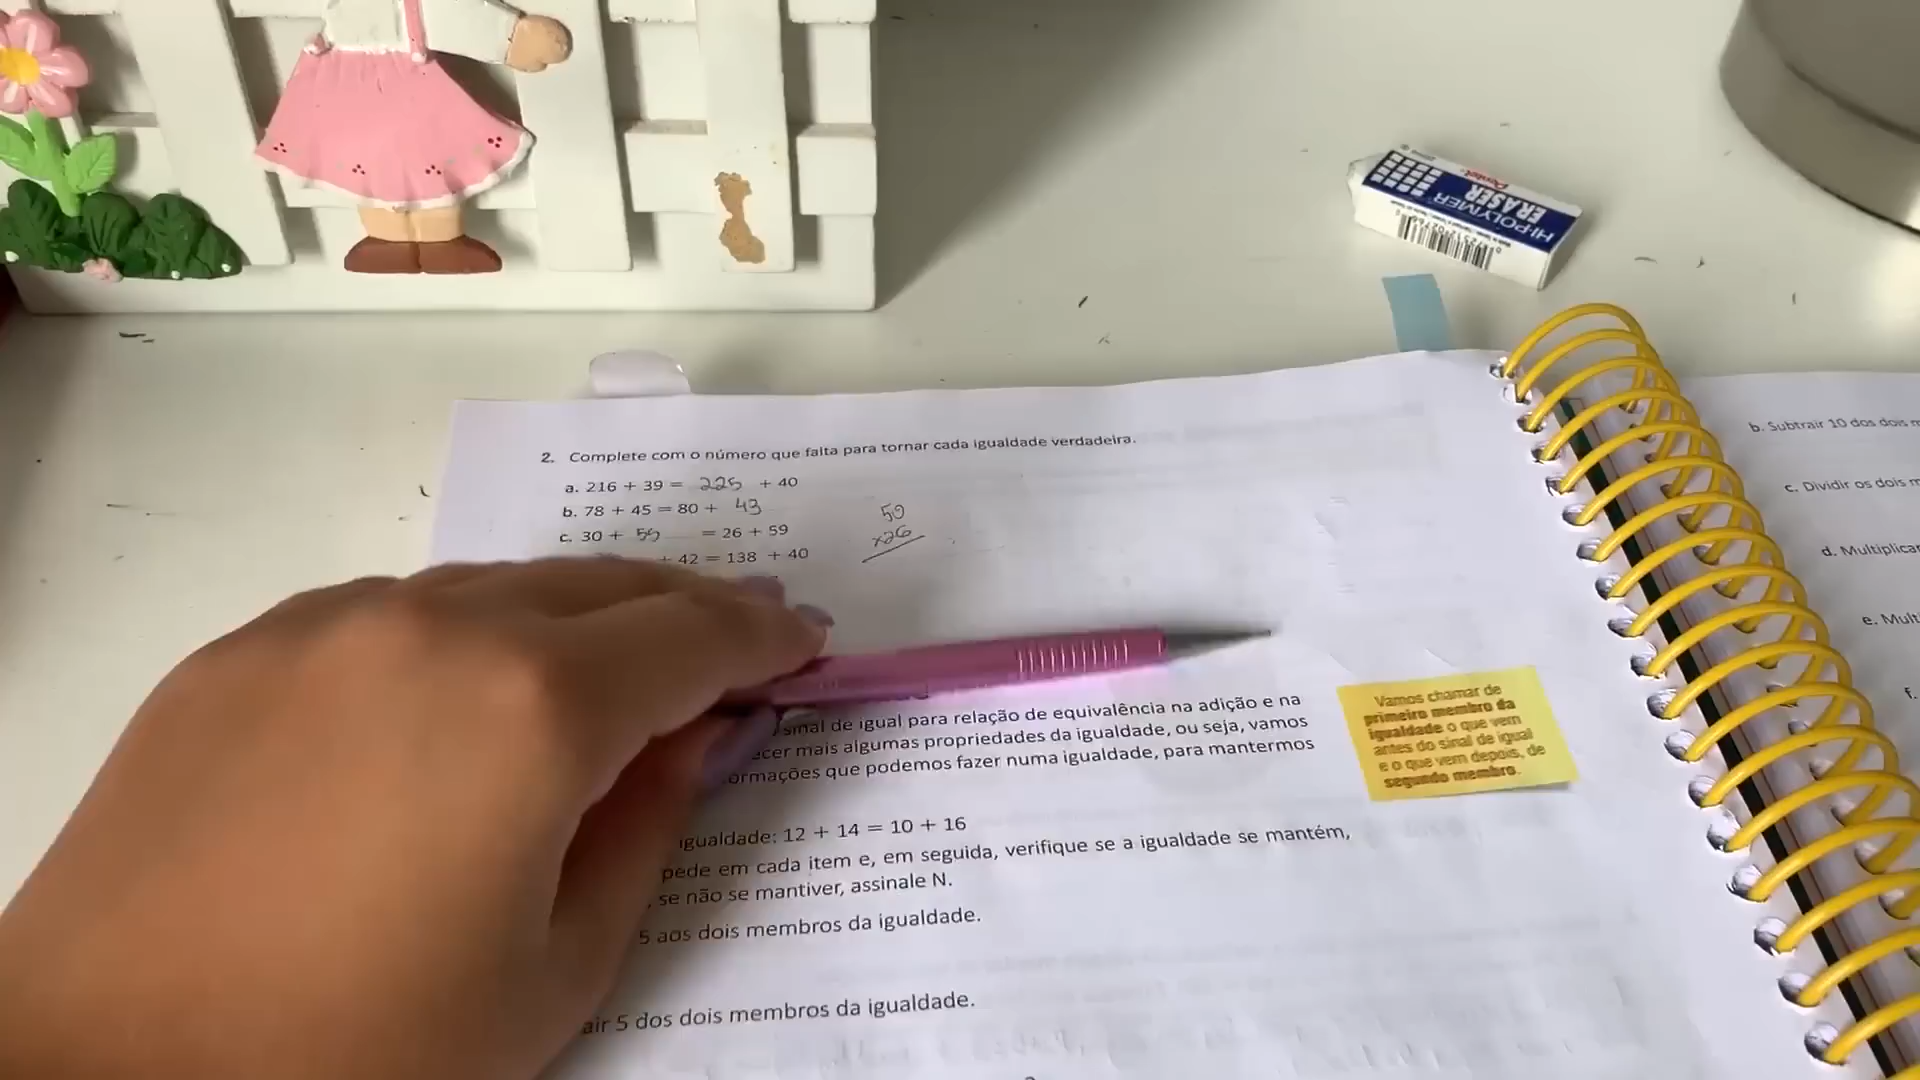 Pentel
HI-POLYMER
ERASER
2. Complete com o número que falta para tornar cada igualdade verdadeira.
a. 216 + 39 = 225 + 40
b. 78 + 45 = 80 + 43
c. 30 + 55 = 26 + 59
+ 42 = 138 + 40
59
x26
sinal de igual para relação de equivalência na adição e na
ecer mais algumas propriedades da igualdade, ou seja, vamos
ormações que podemos fazer numa igualdade, para mantermos
igualdade: 12 + 14 = 10 + 16
pede em cada item e, em seguida, verifique se a igualdade se mantém,
, se não se mantiver, assinale N.
5 aos dois membros da igualdade.
air 5 dos dois membros da igualdade.
Vamos chamar de
primeiro membro da
igualdade o que vem
antes do sinal de igual
e o que vem depois, de
segundo membro.
b. Subtrair 10 dos dois
c. Dividir os dois
d. Multiplicar
e. Mult
f.